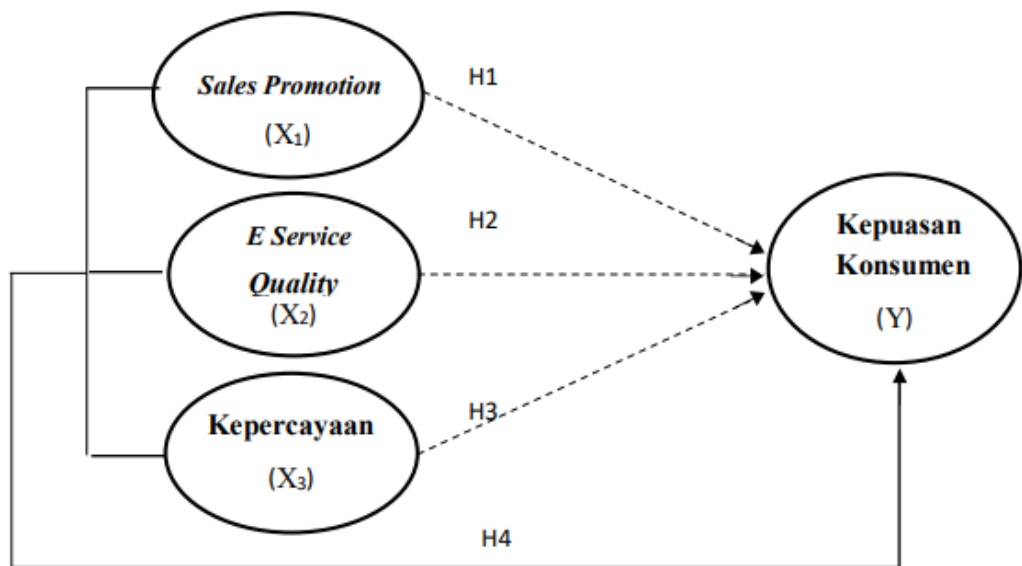 H1
Sales Promotion
(X₁)
H2
E Service
Quality
(X₂)
Kepuasan
Konsumen
(Y)
H3
Kepercayaan
(X₃)
H4